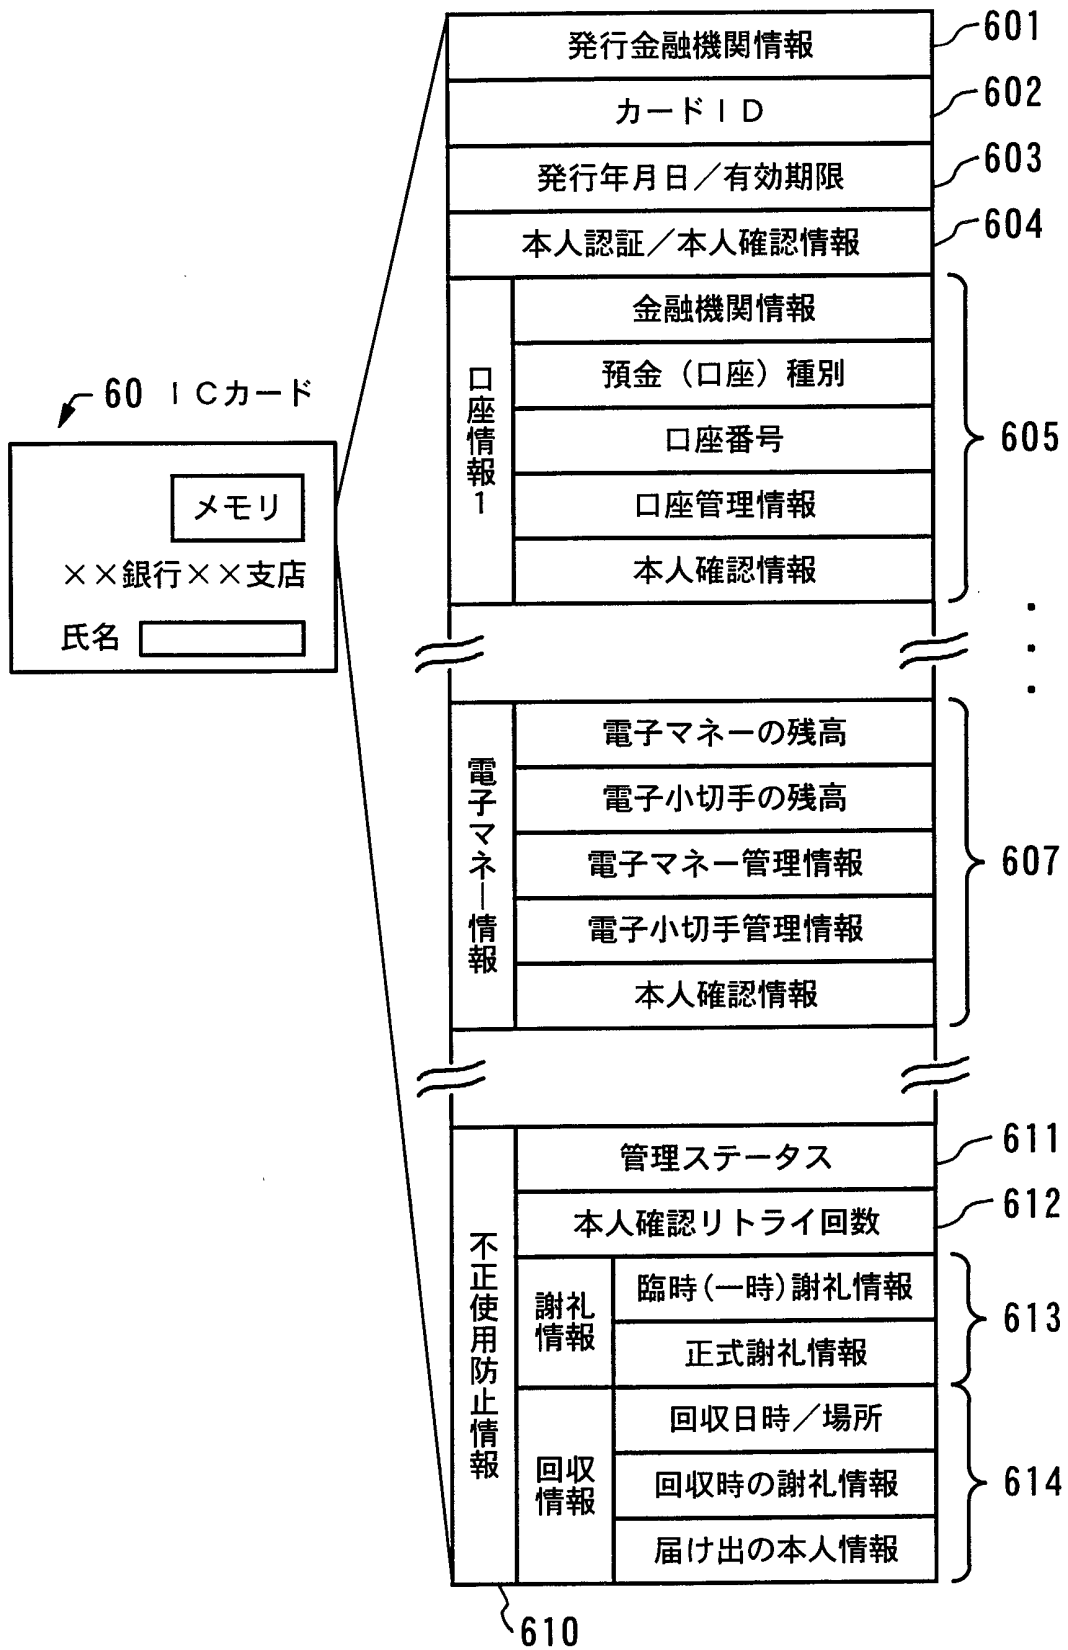 発行金融機関情報 601
カードID 602
発行年月日／有効期限 603
本人認証／本人確認情報 604
60 ICカード
メモリ
××銀行××支店
氏名
口座情報1
金融機関情報
預金（口座）種別
口座番号
口座管理情報
本人確認情報
605
電子マネー情報
電子マネーの残高
電子小切手の残高
電子マネー管理情報
電子小切手管理情報
本人確認情報
607
不正使用防止情報
管理ステータス 611
本人確認リトライ回数 612
謝礼
情報
臨時(一時)謝礼情報
正式謝礼情報
613
回収
情報
回収日時／場所
回収時の謝礼情報
届け出の本人情報
614
610